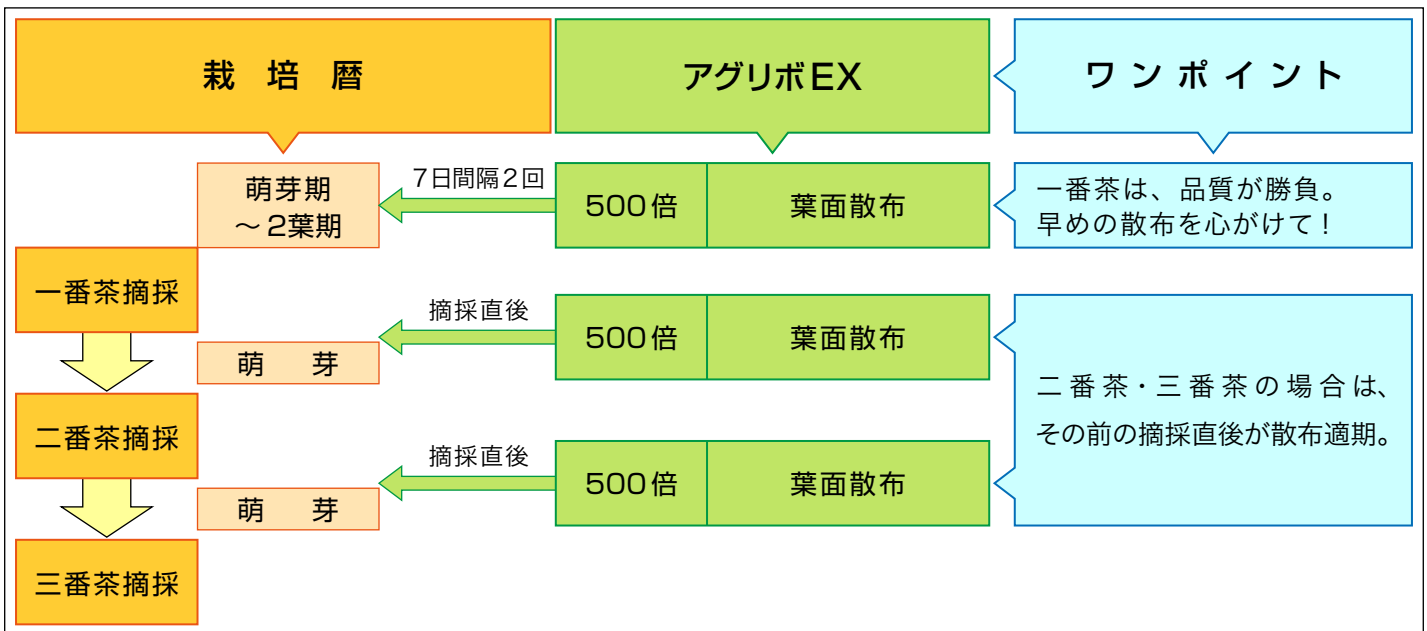 栽培暦
アグリボEX
ワンポイント
萌芽期
～2葉期
7日間隔2回
500倍
葉面散布
一番茶は、品質が勝負。
早めの散布を心がけて！
一番茶摘採
萌芽
摘採直後
500倍
葉面散布
二番茶・三番茶の場合は、
その前の摘採直後が散布適期。
二番茶摘採
萌芽
摘採直後
500倍
葉面散布
三番茶摘採